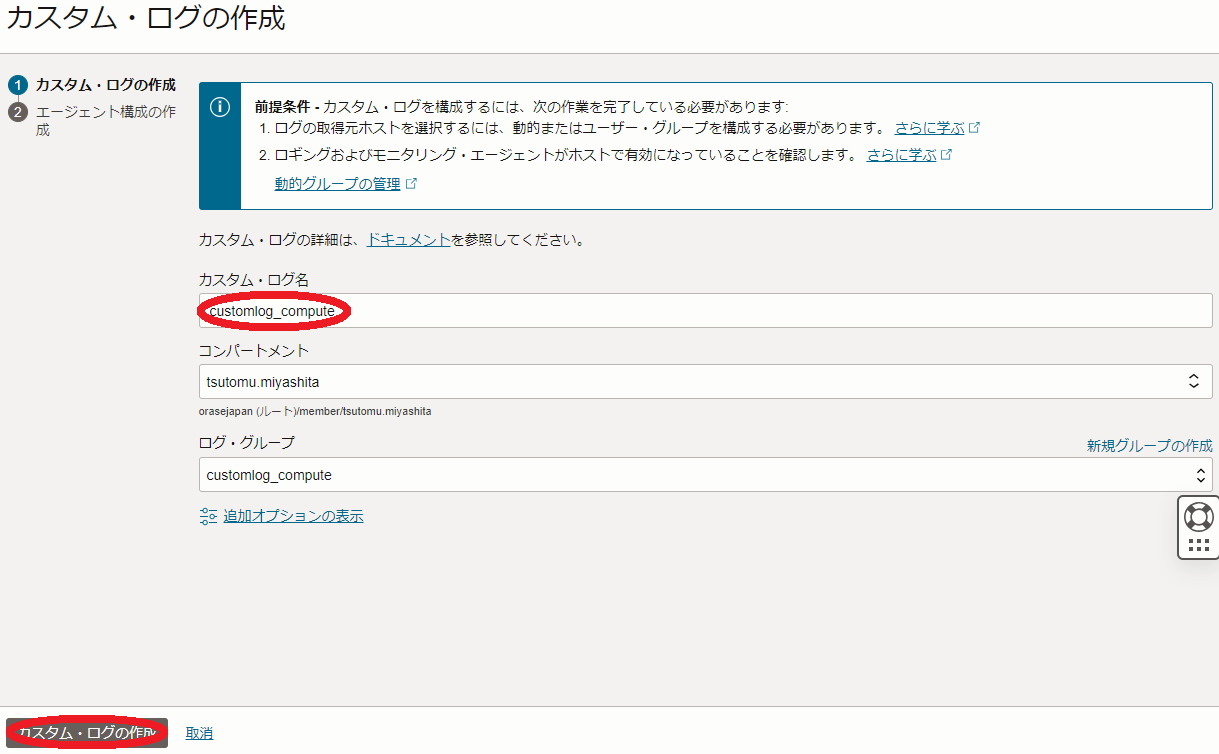 カスタム・ログの作成
1 カスタム・ログの作成
2 エージェント構成の作
成
前提条件 - カスタム・ログを構成するには、次の作業を完了している必要があります:
1. ログの取得元ホストを選択するには、動的またはユーザー・グループを構成する必要があります。 さらに学ぶ
2. ロギングおよびモニタリング・エージェントがホストで有効になっていることを確認します。 さらに学ぶ
動的グループの管理
カスタム・ログの詳細は、ドキュメントを参照してください。
カスタム・ログ名
customlog_compute
コンパートメント
tsutomu.miyashita
orasejapan (ルート)/member/tsutomu.miyashita
ログ・グループ
新規グループの作成
customlog_compute
追加オプションの表示
カスタム・ログの作成
取消